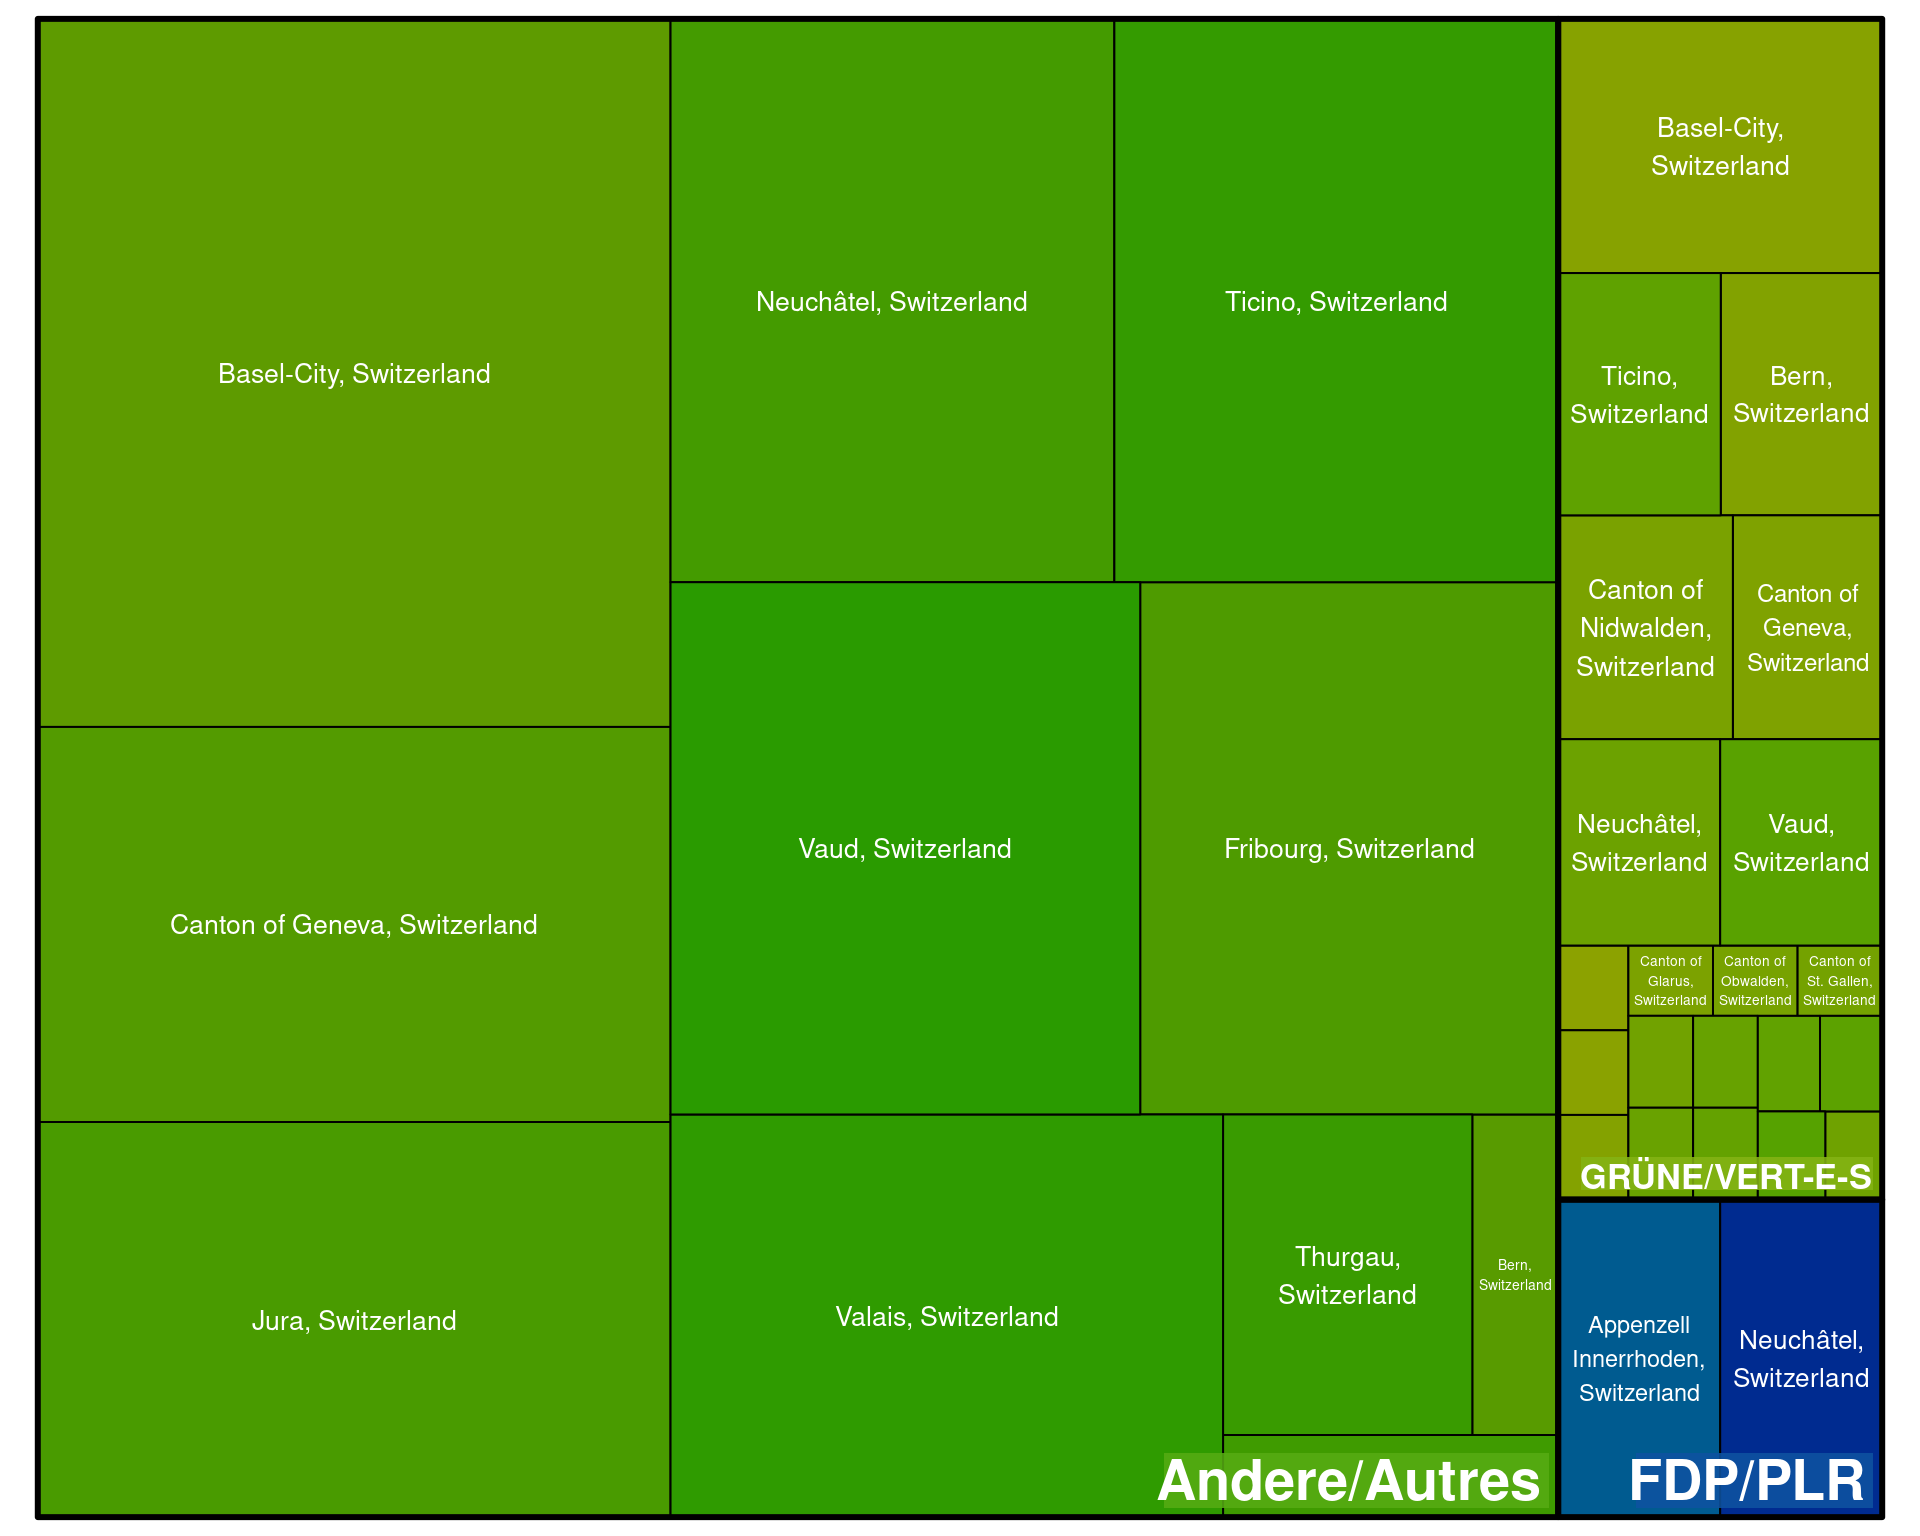 Basel-City, Switzerland
Canton of Geneva, Switzerland
Jura, Switzerland
Neuchâtel, Switzerland
Ticino, Switzerland
Vaud, Switzerland
Fribourg, Switzerland
Valais, Switzerland
Thurgau,
Switzerland
Bern,
Switzerland
Andere/Autres
Basel-City,
Switzerland
Ticino,
Switzerland
Bern,
Switzerland
Canton of
Nidwalden,
Switzerland
Canton of
Geneva,
Switzerland
Neuchâtel,
Switzerland
Vaud,
Switzerland
Canton of
Glarus,
Switzerland
Canton of
Obwalden,
Switzerland
Canton of
St. Gallen,
Switzerland
GRÜNE/VERT-E-S
Appenzell
Innerrhoden,
Switzerland
Neuchâtel,
Switzerland
FDP/PLR